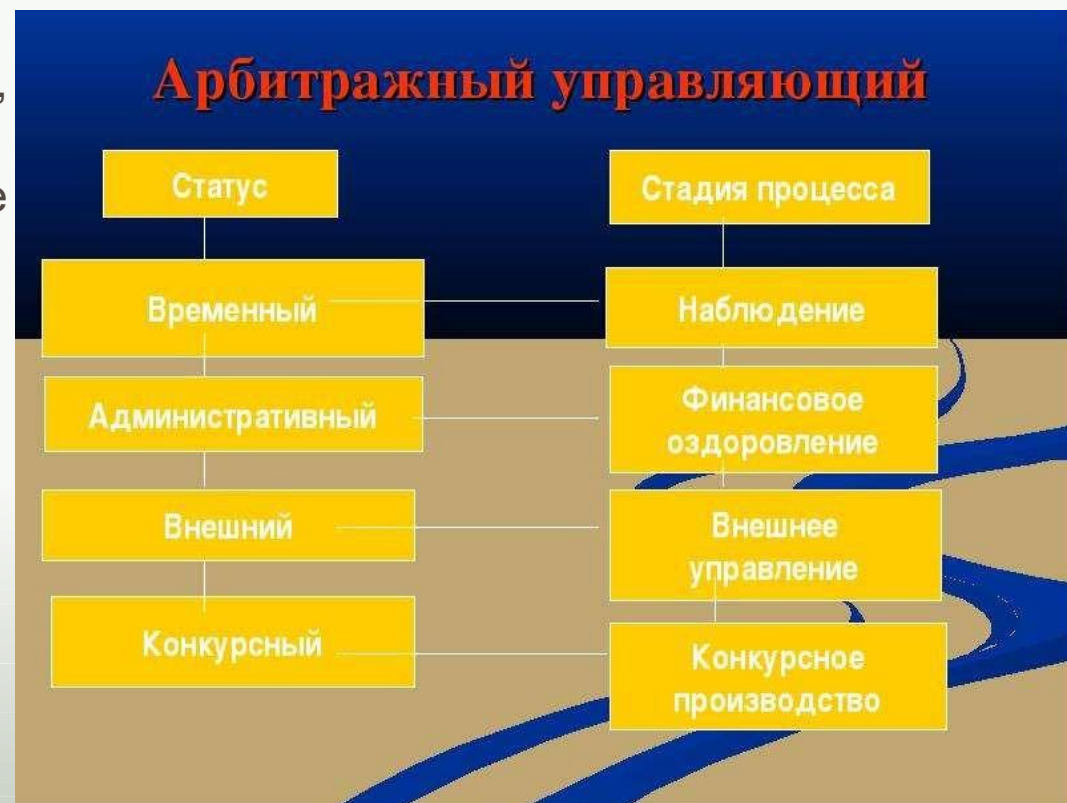 Арбитражный управляющий
Статус
Стадия процесса
Временный
Наблюдение
Административный
Финансовое
оздоровление
Внешний
Внешнее
управление
Конкурсный
Конкурсное
производство